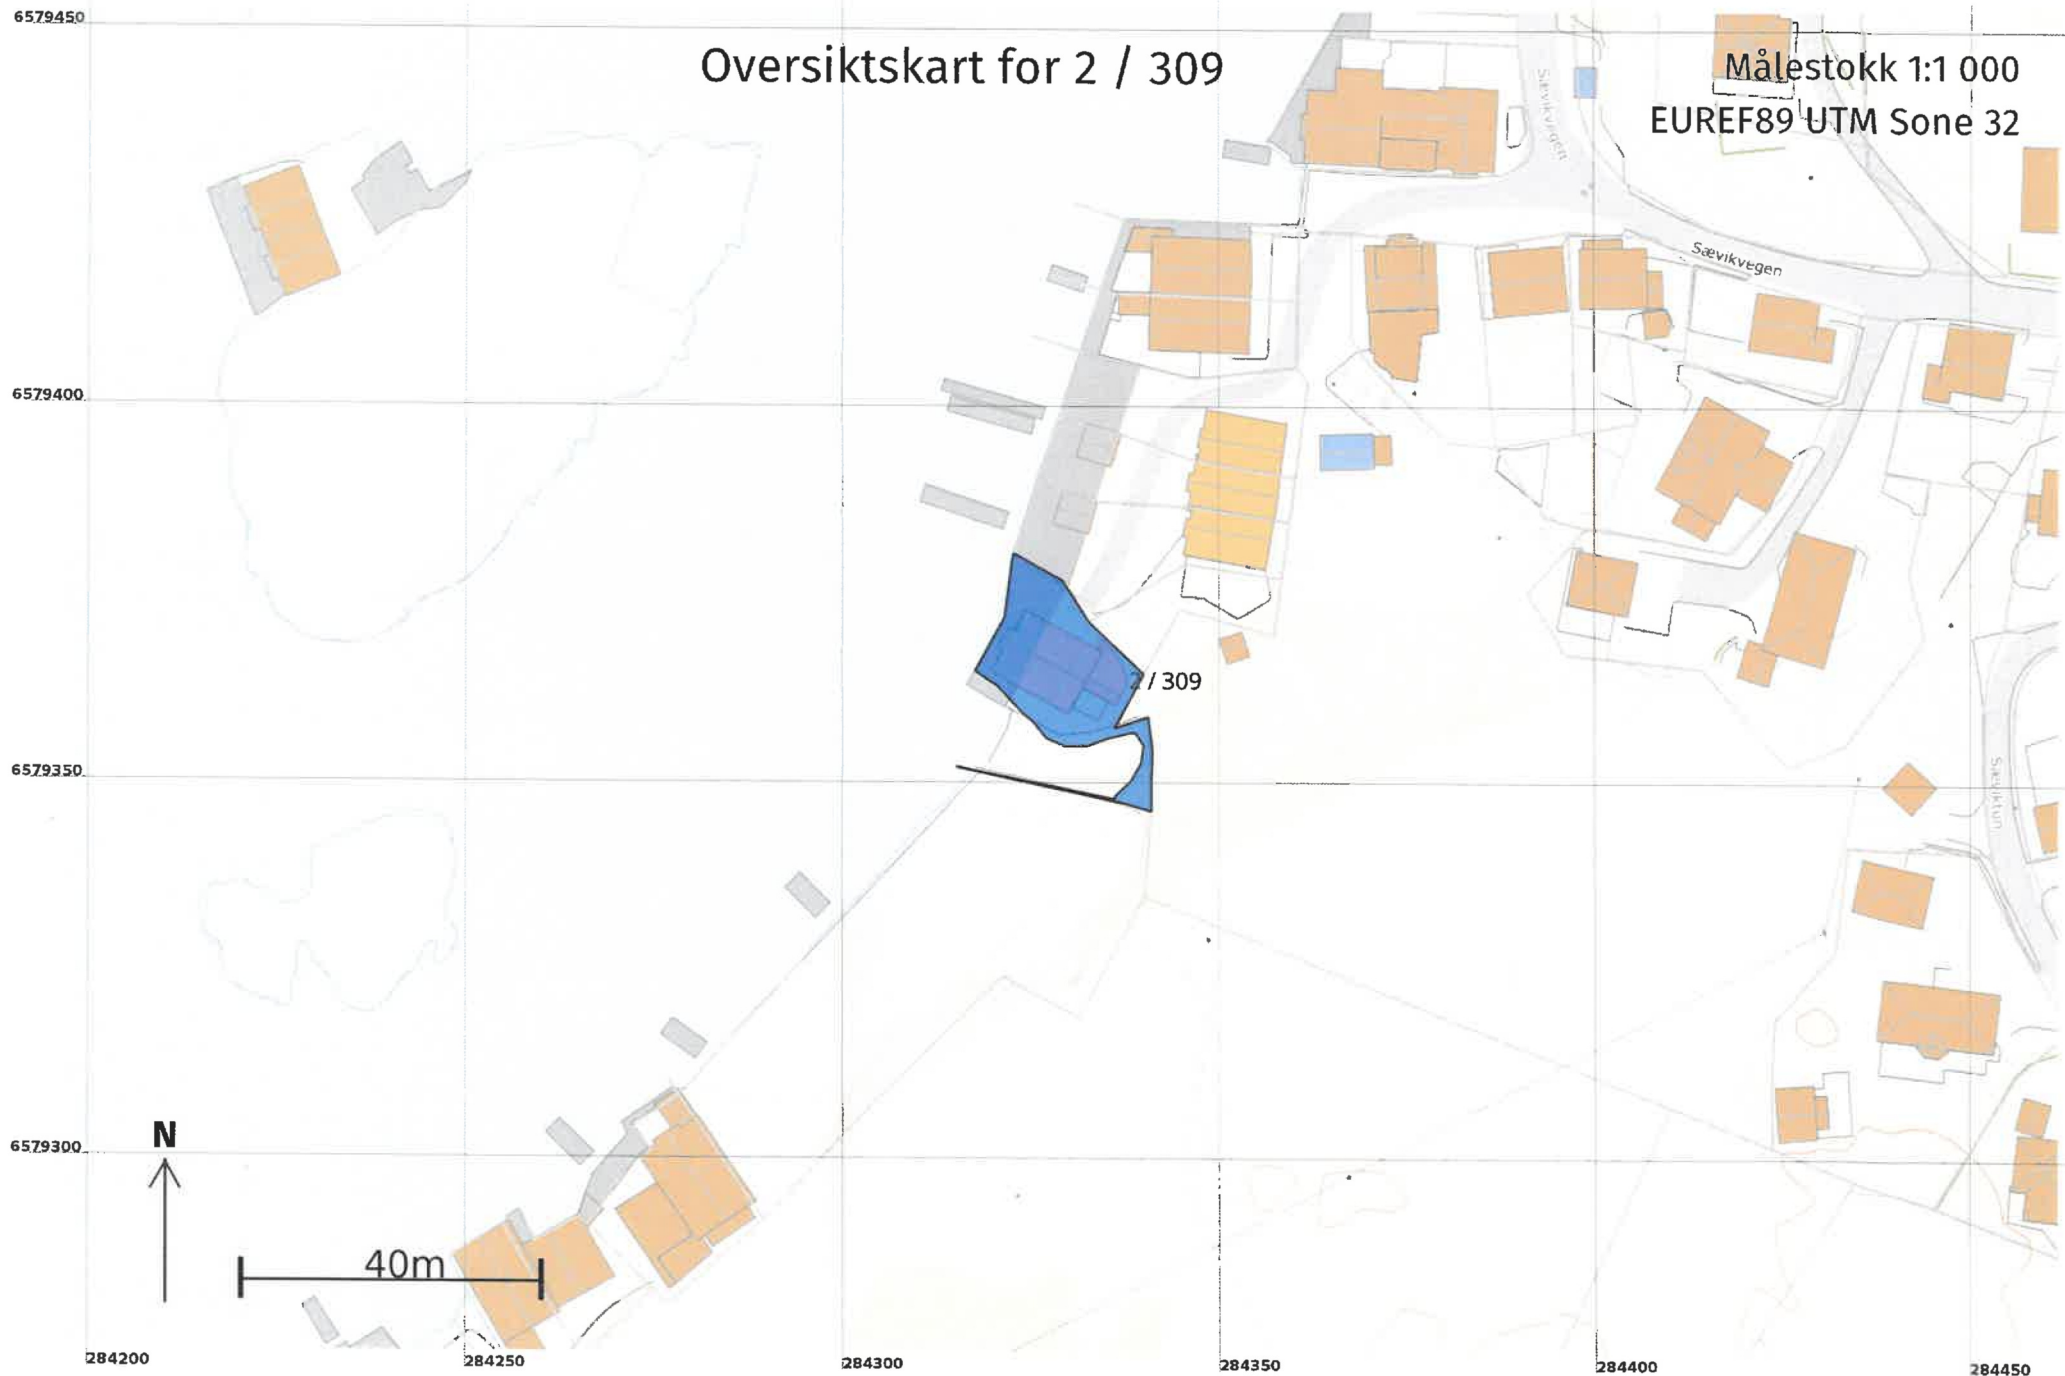 6579450
Oversiktskart for 2 / 309
Målestokk 1:1 000
EUREF89 UTM Sone 32
Sævikvegen
Sævikvegen
6579400
2 / 309
6579350
Sæviktun
6579300
N
40m
284200
284250
284300
284350
284400
284450